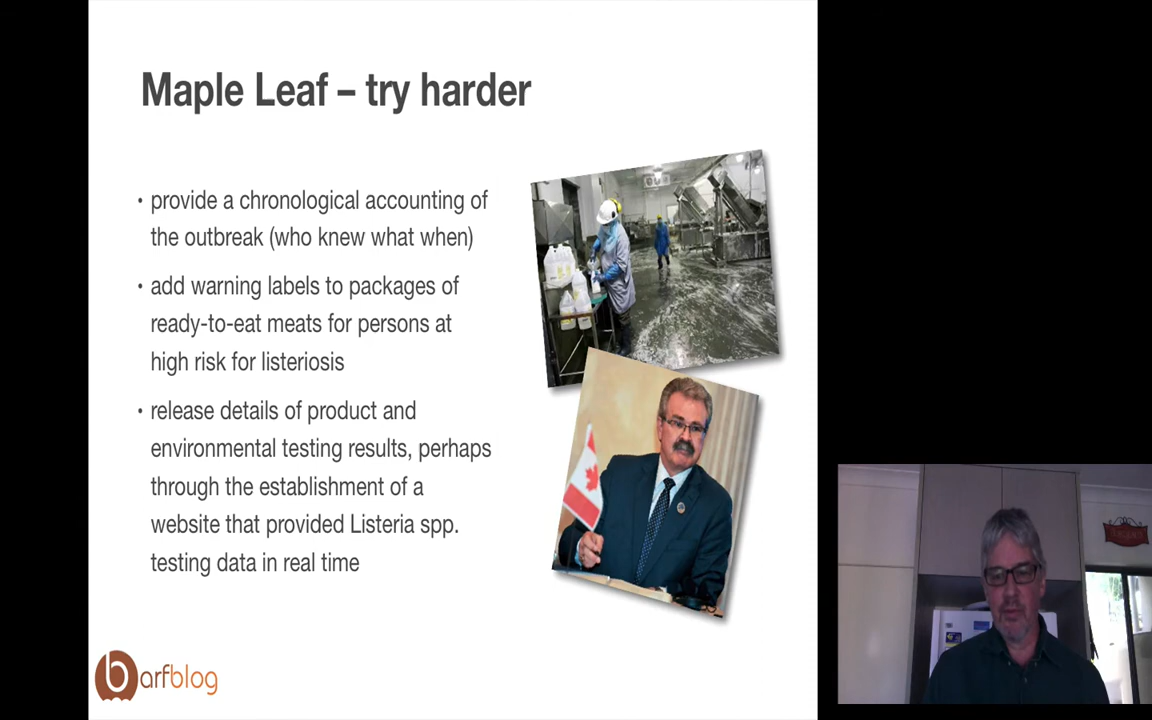 Maple Leaf – try harder
• provide a chronological accounting of
the outbreak (who knew what when)
• add warning labels to packages of
ready-to-eat meats for persons at
high risk for listeriosis
• release details of product and
environmental testing results, perhaps
through the establishment of a
website that provided Listeria spp.
testing data in real time
barfblog